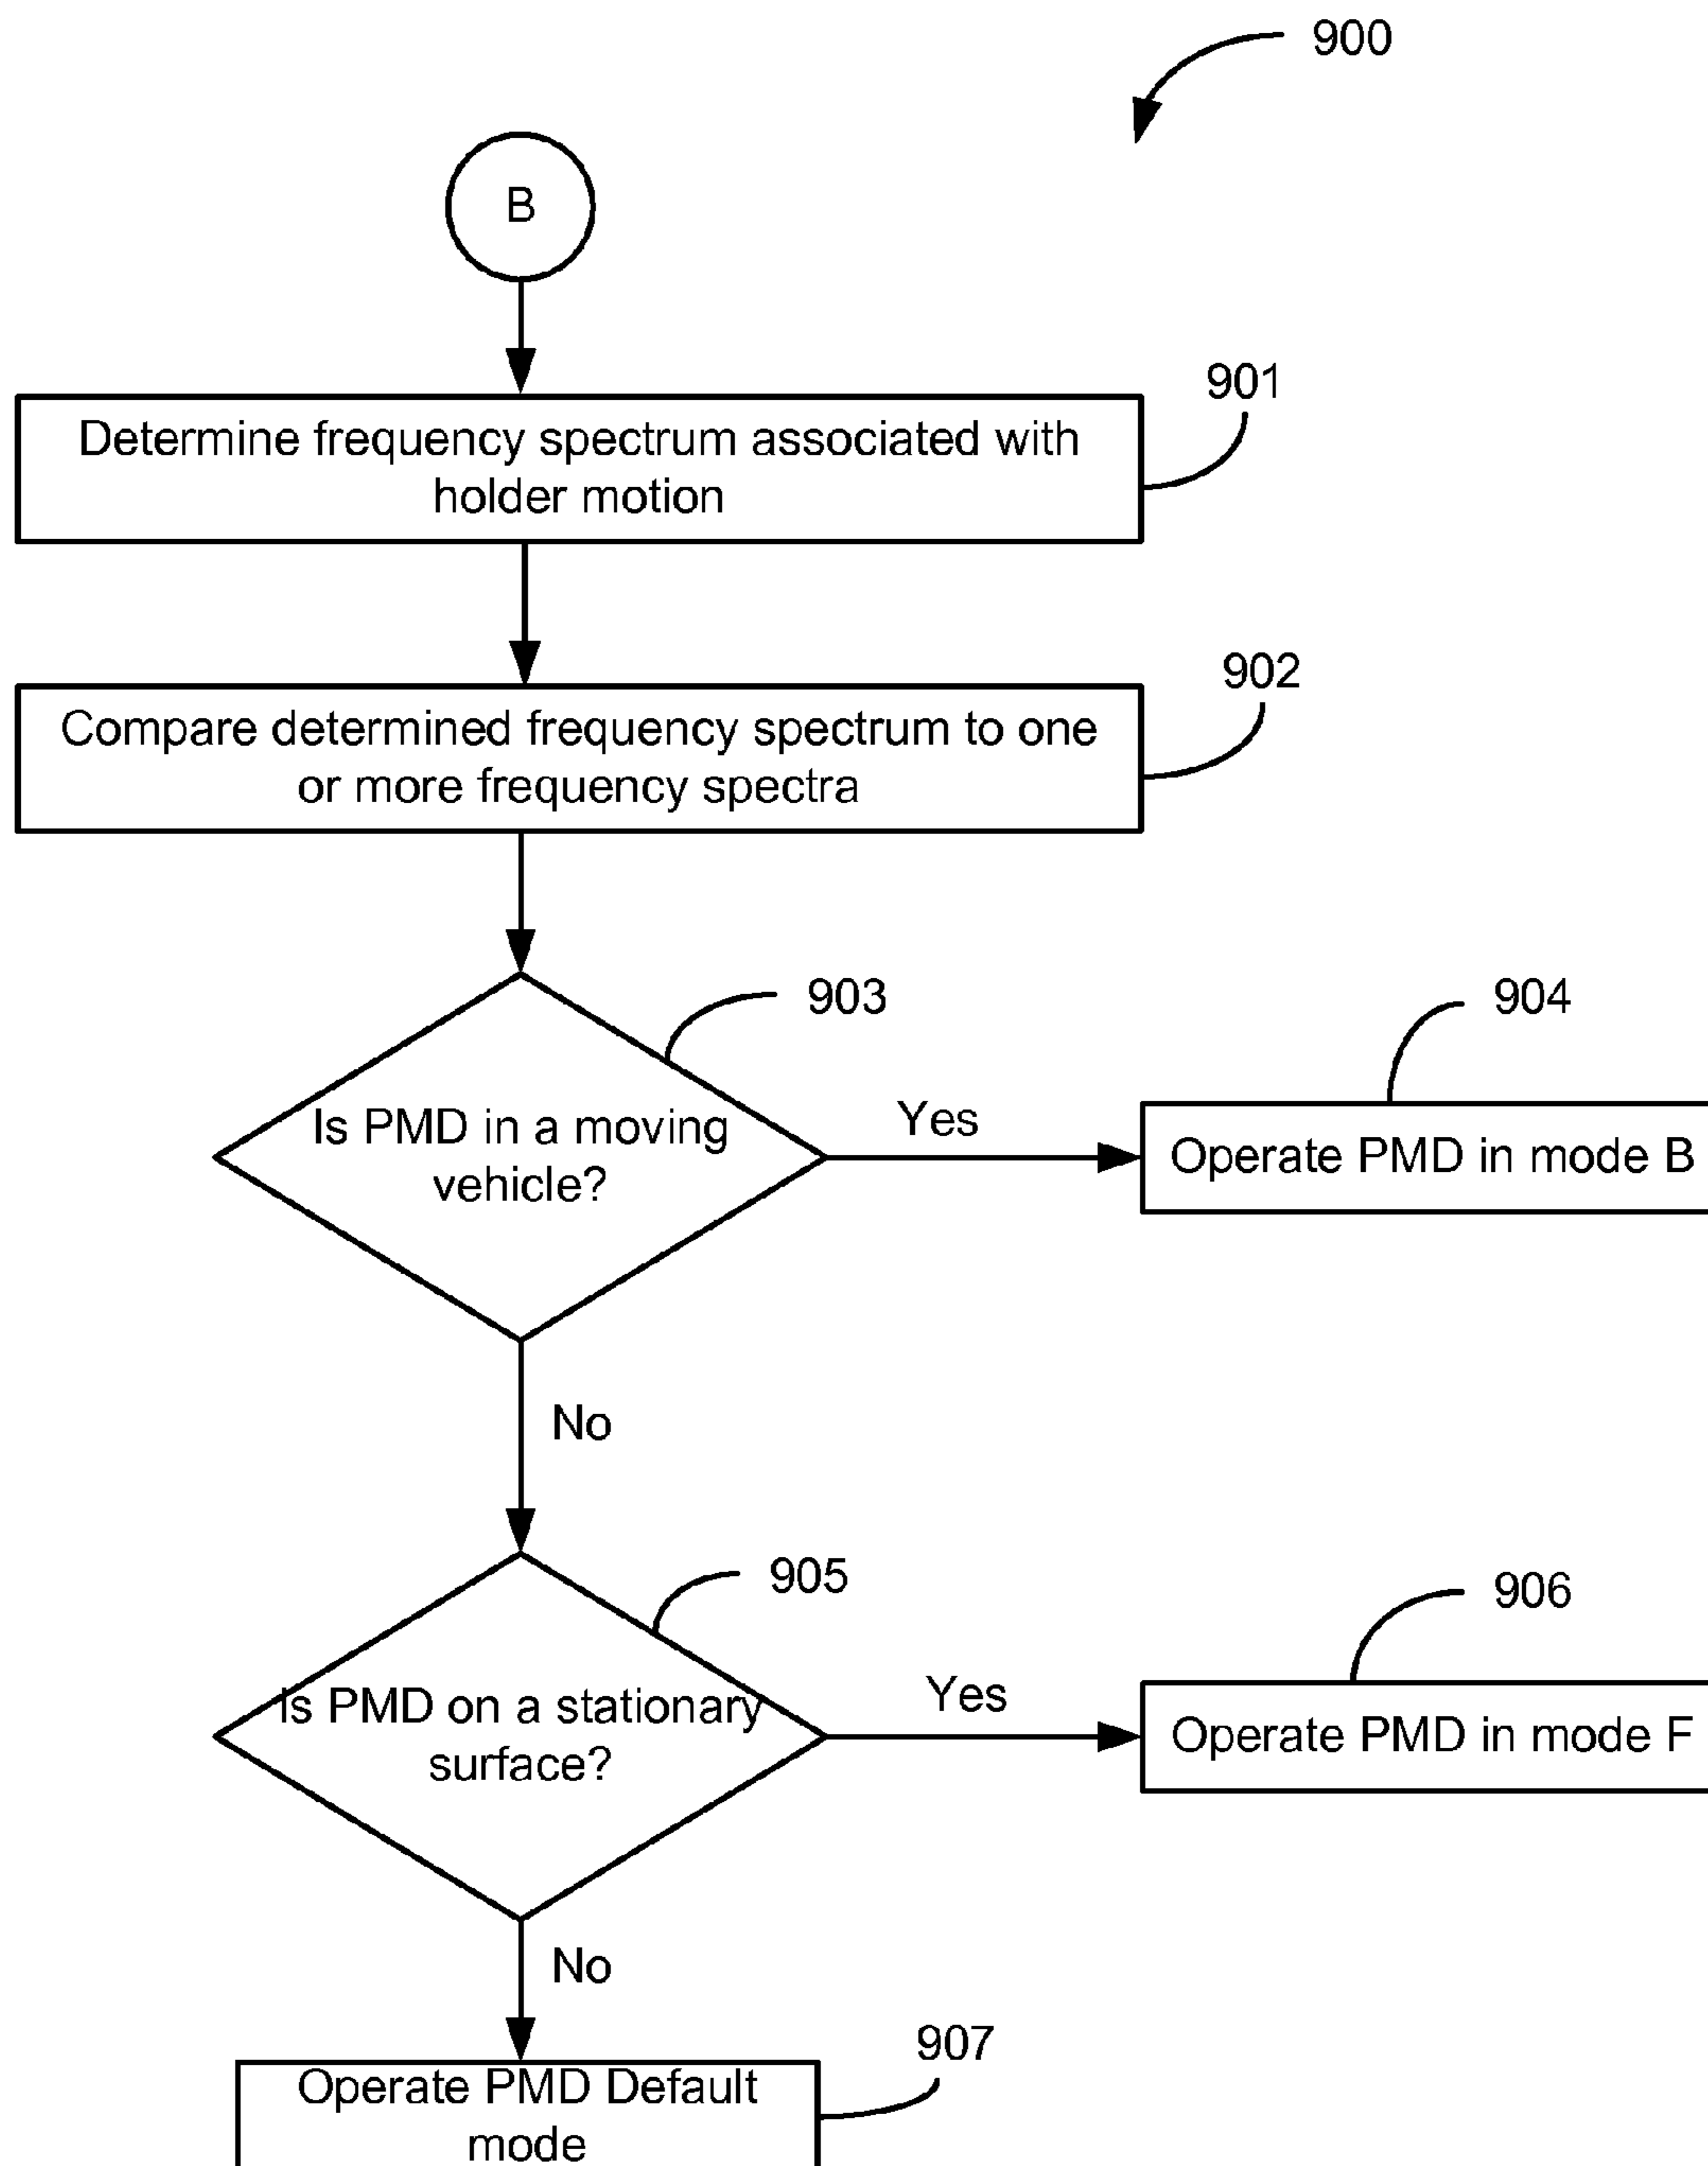 900
B
901
Determine frequency spectrum associated with
holder motion
902
Compare determined frequency spectrum to one
or more frequency spectra
903
904
Is PMD in a moving
vehicle?
Yes
Operate PMD in mode B
No
905
906
Is PMD on a stationary
surface?
Yes
Operate PMD in mode F
No
907
Operate PMD Default
mode